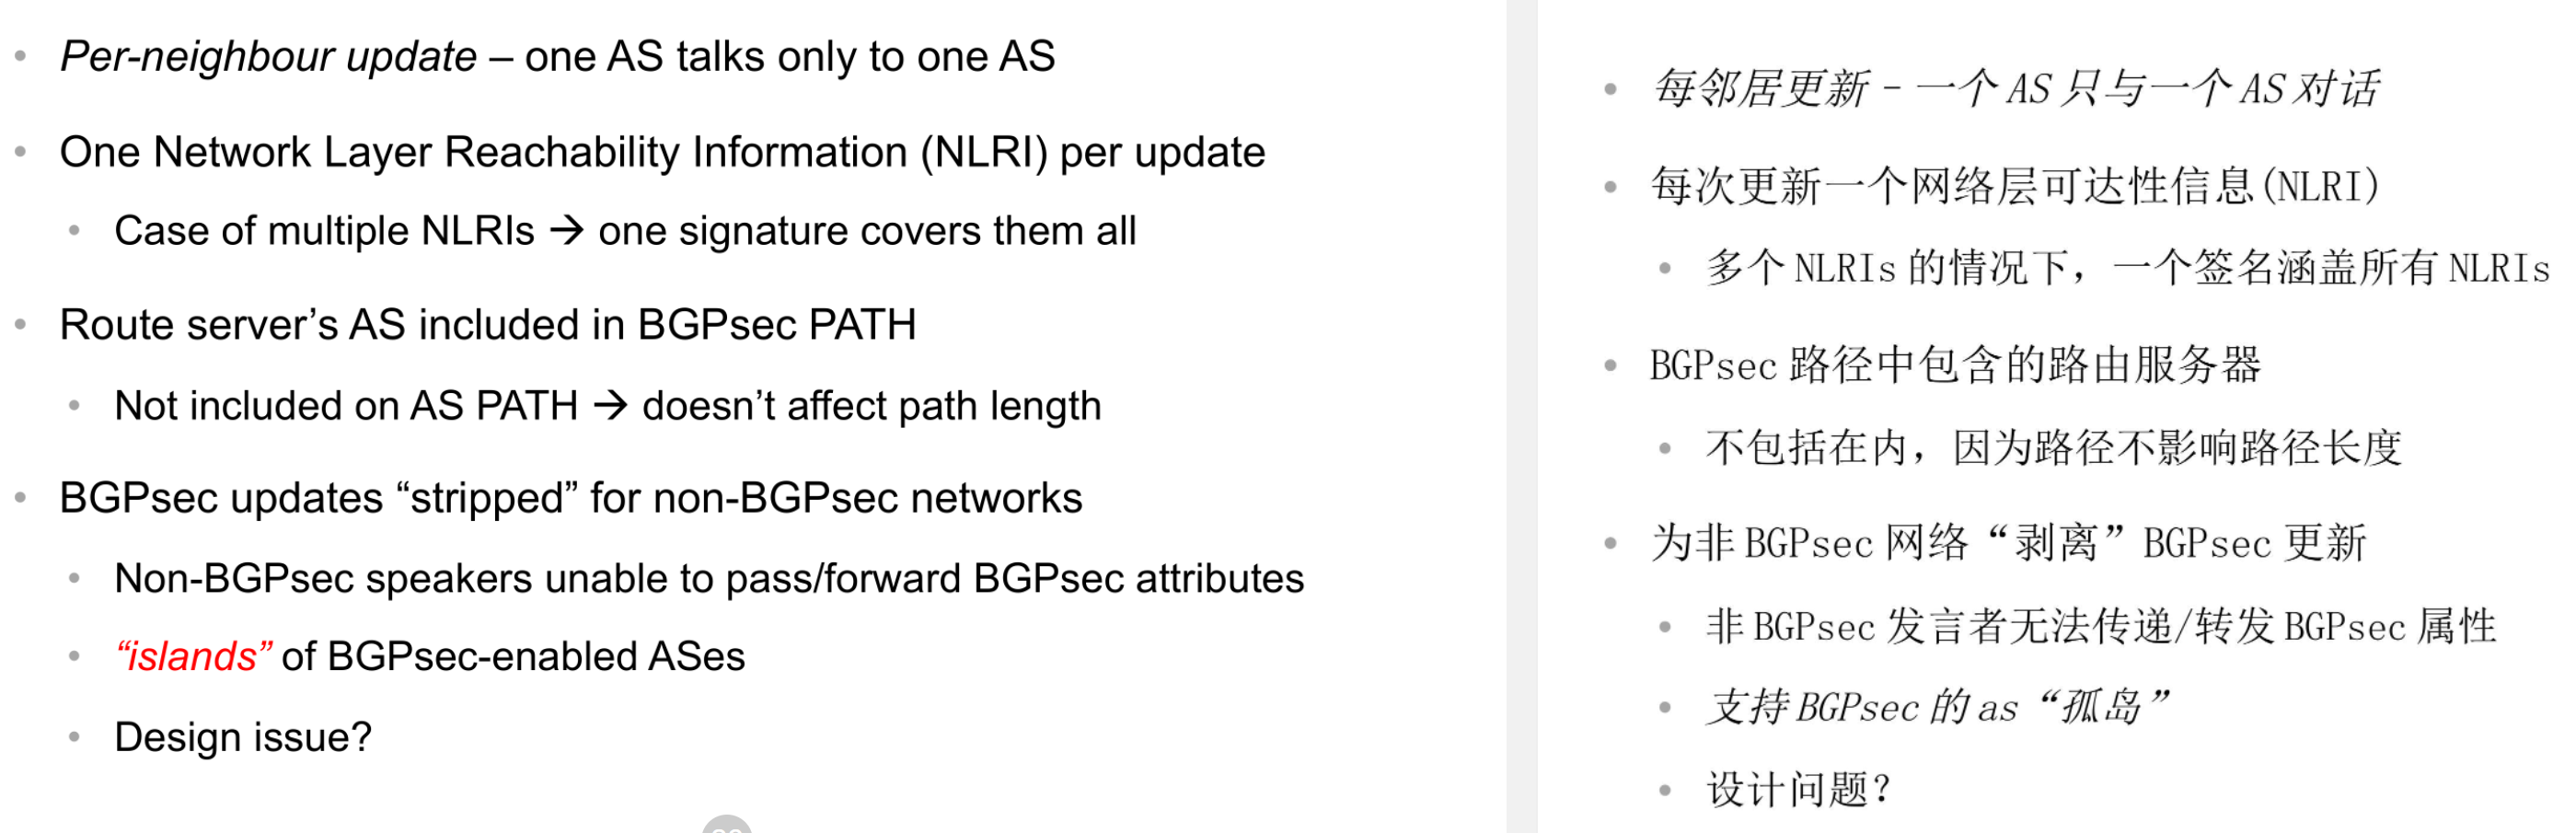 Per-neighbour update – one AS talks only to one AS
One Network Layer Reachability Information (NLRI) per update
Case of multiple NLRIs → one signature covers them all
Route server’s AS included in BGPsec PATH
Not included on AS PATH → doesn’t affect path length
BGPsec updates “stripped” for non-BGPsec networks
Non-BGPsec speakers unable to pass/forward BGPsec attributes
“islands” of BGPsec-enabled ASes
Design issue?
每邻居更新－一个 AS 只与一个 AS 对话
每次更新一个网络层可达性信息(NLRI)
多个 NLRIs 的情况下，一个签名涵盖所有 NLRIs
BGPsec 路径中包含的路由服务器
不包括在内，因为路径不影响路径长度
为非 BGPsec 网络“剥离”BGPsec 更新
非 BGPsec 发言者无法传递/转发 BGPsec 属性
支持 BGPsec 的 as“孤岛”
设计问题？